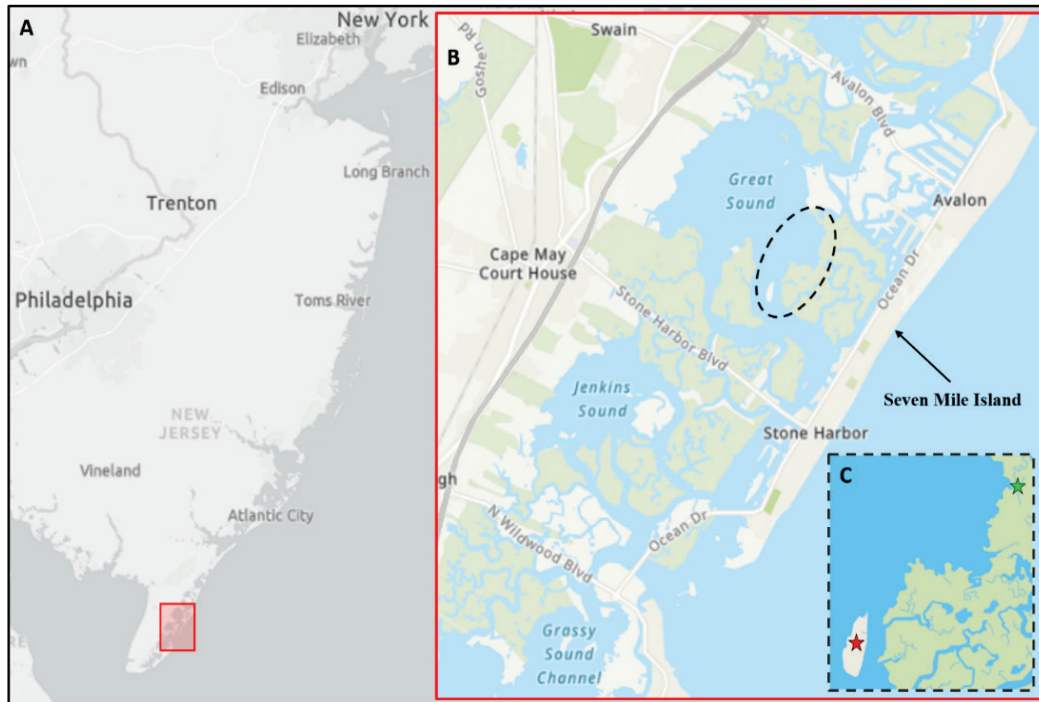 A
New York
Elizabeth
Edison
Long Branch
Trenton
Toms River
Philadelphia
NEW
JERSEY
Vineland
Atlantic City
B
Swain
Goshen Rd
Avalon Blvd
Great
Sound
Avalon
Cape May
Court House
Ocean Dr
Stone Harbor Blvd
Jenkins
Sound
Seven Mile Island
Stone Harbor
gh
N Wildwood Blvd
Ocean Dr
Grassy
Sound
Channel
C